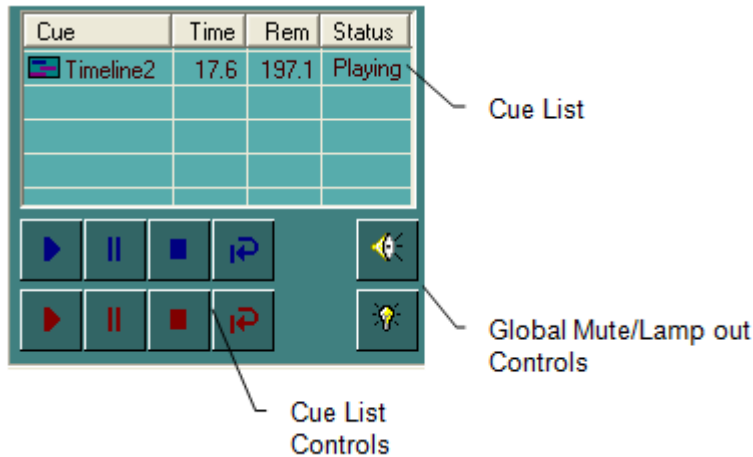 Cue Time Rem Status
Timeline2 17.6 197.1 Playing
Cue List
Global Mute/Lamp out
Controls
Cue List
Controls